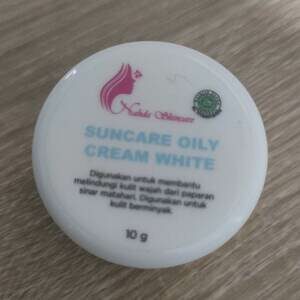 Nahda Skincare
SUNCARE OILY
CREAM WHITE
Digunakan untuk membantu
melindungi kulit wajah dari paparan
sinar matahari. Digunakan untuk
kulit berminyak.
10 g